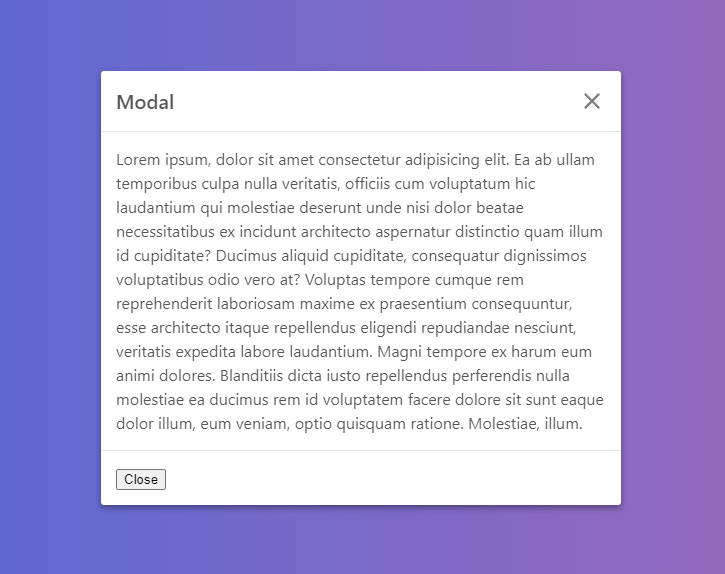 Modal
Lorem ipsum, dolor sit amet consectetur adipisicing elit. Ea ab ullam
temporibus culpa nulla veritatis, officiis cum voluptatum hic
laudantium qui molestiae deserunt unde nisi dolor beatae
necessitatibus ex incidunt architecto aspernatur distinctio quam illum
id cupiditate? Ducimus aliquid cupiditate, consequatur dignissimos
voluptatibus odio vero at? Voluptas tempore cumque rem
reprehenderit laboriosam maxime ex praesentium consequuntur,
esse architecto itaque repellendus eligendi repudiandae nesciunt,
veritatis expedita labore laudantium. Magni tempore ex harum eum
animi dolores. Blanditiis dicta iusto repellendus perferendis nulla
molestiae ea ducimus rem id voluptatem facere dolore sit sunt eaque
dolor illum, eum veniam, optio quisquam ratione. Molestiae, illum.
Close